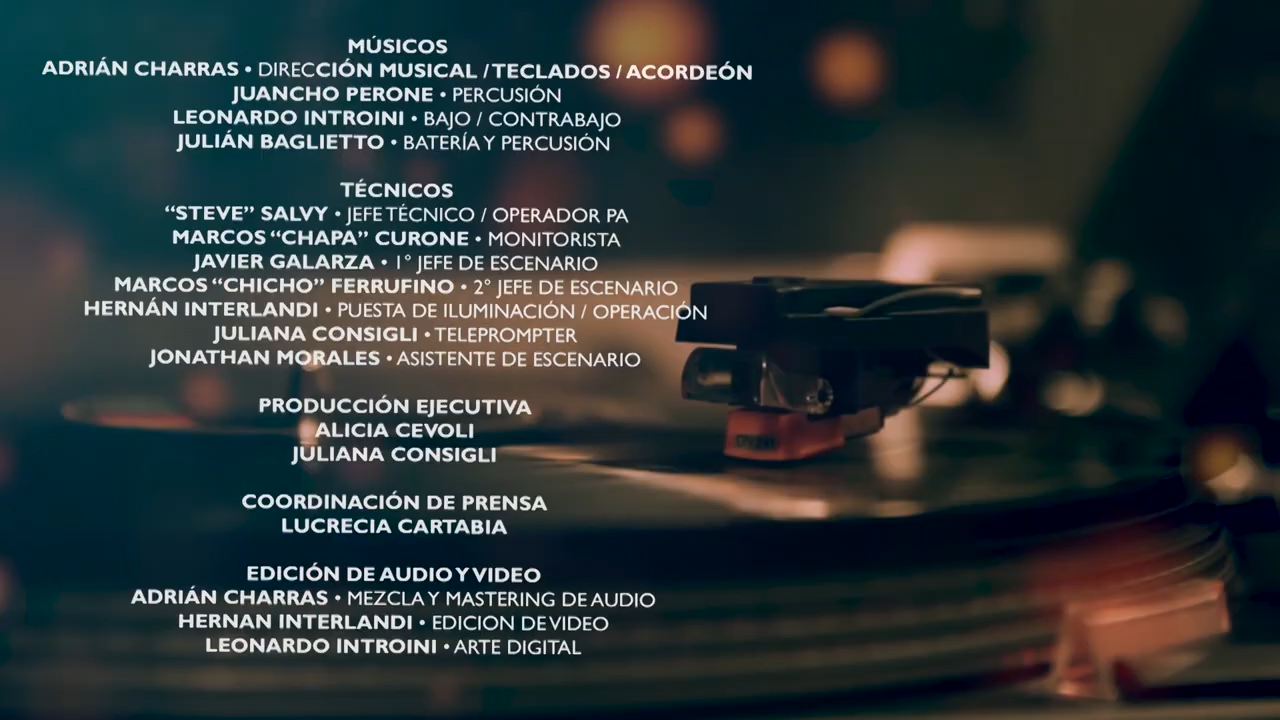 MÚSICOS
ADRIÁN CHARRAS • DIRECCIÓN MUSICAL / TECLADOS / ACORDEÓN
JUANCHO PERONE • PERCUSIÓN
LEONARDO INTROINI • BAJO / CONTRABAJO
JULIÁN BAGLIETTO • BATERÍA Y PERCUSIÓN
TÉCNICOS
“STEVE” SALVY • JEFE TÉCNICO / OPERADOR PA
MARCOS “CHAPA” CURONE • MONITORISTA
JAVIER GALARZA • 1° JEFE DE ESCENARIO
MARCOS “CHICHO” FERRUFINO • 2° JEFE DE ESCENARIO
HERNÁN INTERLANDI • PUESTA DE ILUMINACIÓN / OPERACIÓN
JULIANA CONSIGLI • TELEPROMPTER
JONATHAN MORALES • ASISTENTE DE ESCENARIO
PRODUCCIÓN EJECUTIVA
ALICIA CEVOLI
JULIANA CONSIGLI
COORDINACIÓN DE PRENSA
LUCRECIA CARTABIA
EDICIÓN DE AUDIO Y VIDEO
ADRIÁN CHARRAS • MEZCLA Y MASTERING DE AUDIO
HERNAN INTERLANDI • EDICION DE VIDEO
LEONARDO INTROINI • ARTE DIGITAL